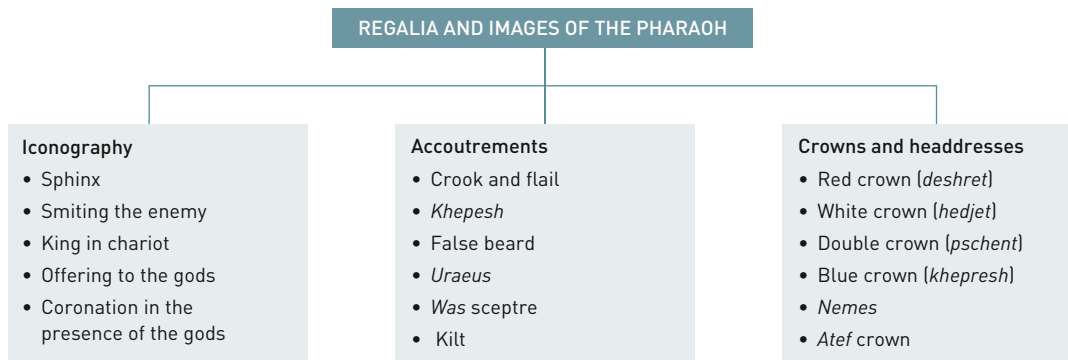 REGALIA AND IMAGES OF THE PHARAOH
Iconography
• Sphinx
• Smiting the enemy
• King in chariot
• Offering to the gods
• Coronation in the
presence of the gods
Accoutrements
• Crook and flail
• Khepesh
• False beard
• Uraeus
• Was sceptre
• Kilt
Crowns and headdresses
• Red crown (deshret)
• White crown (hedjet)
• Double crown (pschent)
• Blue crown (khepresh)
• Nemes
• Atef crown